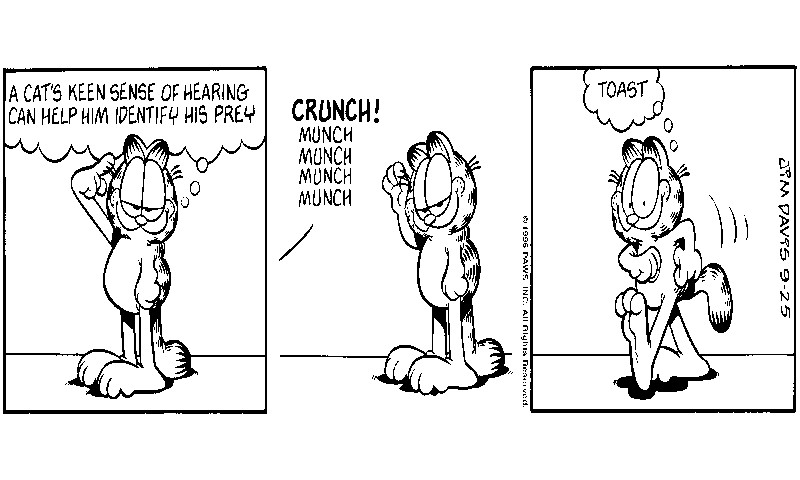 A CAT'S KEEN SENSE OF HEARING
CAN HELP HIM IDENTIFY HIS PREY
CRUNCH!
MUNCH
MUNCH
MUNCH
MUNCH
© 1996 PAWS, INC. All Rights Reserved.
TOAST
JIM DAVIS 9-25